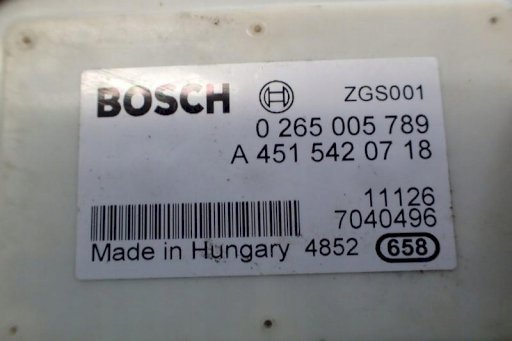 BOSCH ZGS001
0 265 005 789
A 451 542 07 18
11126
7040496
Made in Hungary 4852 658